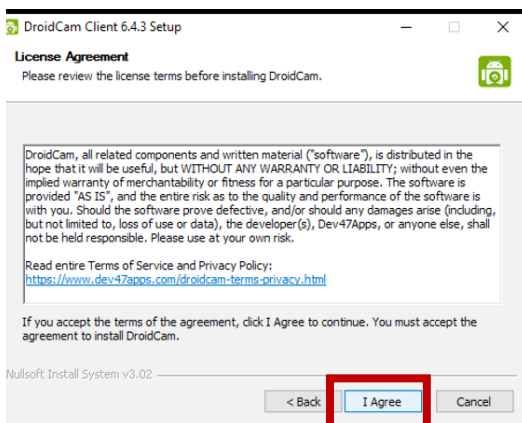 DroidCam Client 6.4.3 Setup
License Agreement
Please review the license terms before installing DroidCam.
DroidCam, all related components and written material ("software"), is distributed in the
hope that it will be useful, but WITHOUT ANY WARRANTY OR LIABILITY; without even the
implied warranty of merchantability or fitness for a particular purpose. The software is
provided "AS IS", and the entire risk as to the quality and performance of the software is
with you. Should the software prove defective, and/or should any damages arise (including,
but not limited to, loss of use or data), the developer(s), Dev47Apps, or anyone else, shall
not be held responsible. Please use at your own risk.
Read entire Terms of Service and Privacy Policy:
https://www.dev47apps.com/droidcam-terms-privacy.html
If you accept the terms of the agreement, click I Agree to continue. You must accept the
agreement to install DroidCam.
Nullsoft Install System v3.02
< Back I Agree Cancel